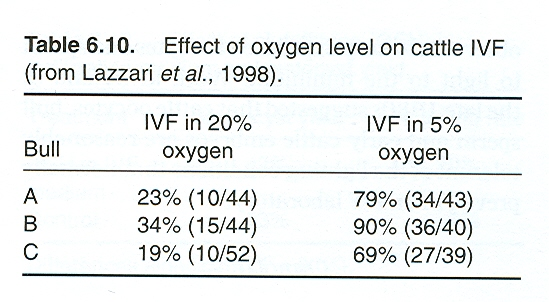 Table 6.10. Effect of oxygen level on cattle IVF
(from Lazzari et al., 1998).
IVF in 20% IVF in 5%
Bull oxygen oxygen
A 23% (10/44) 79% (34/43)
B 34% (15/44) 90% (36/40)
C 19% (10/52) 69% (27/39)